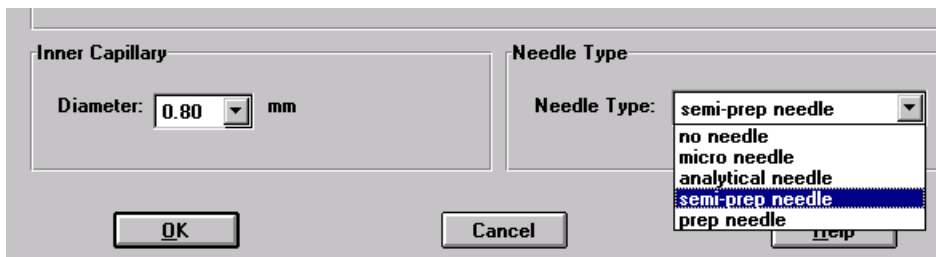 Inner Capillary
Diameter: 0.80 mm
Needle Type
Needle Type: semi-prep needle
no needle
micro needle
analytical needle
semi-prep needle
prep needle
OK
Cancel
Help